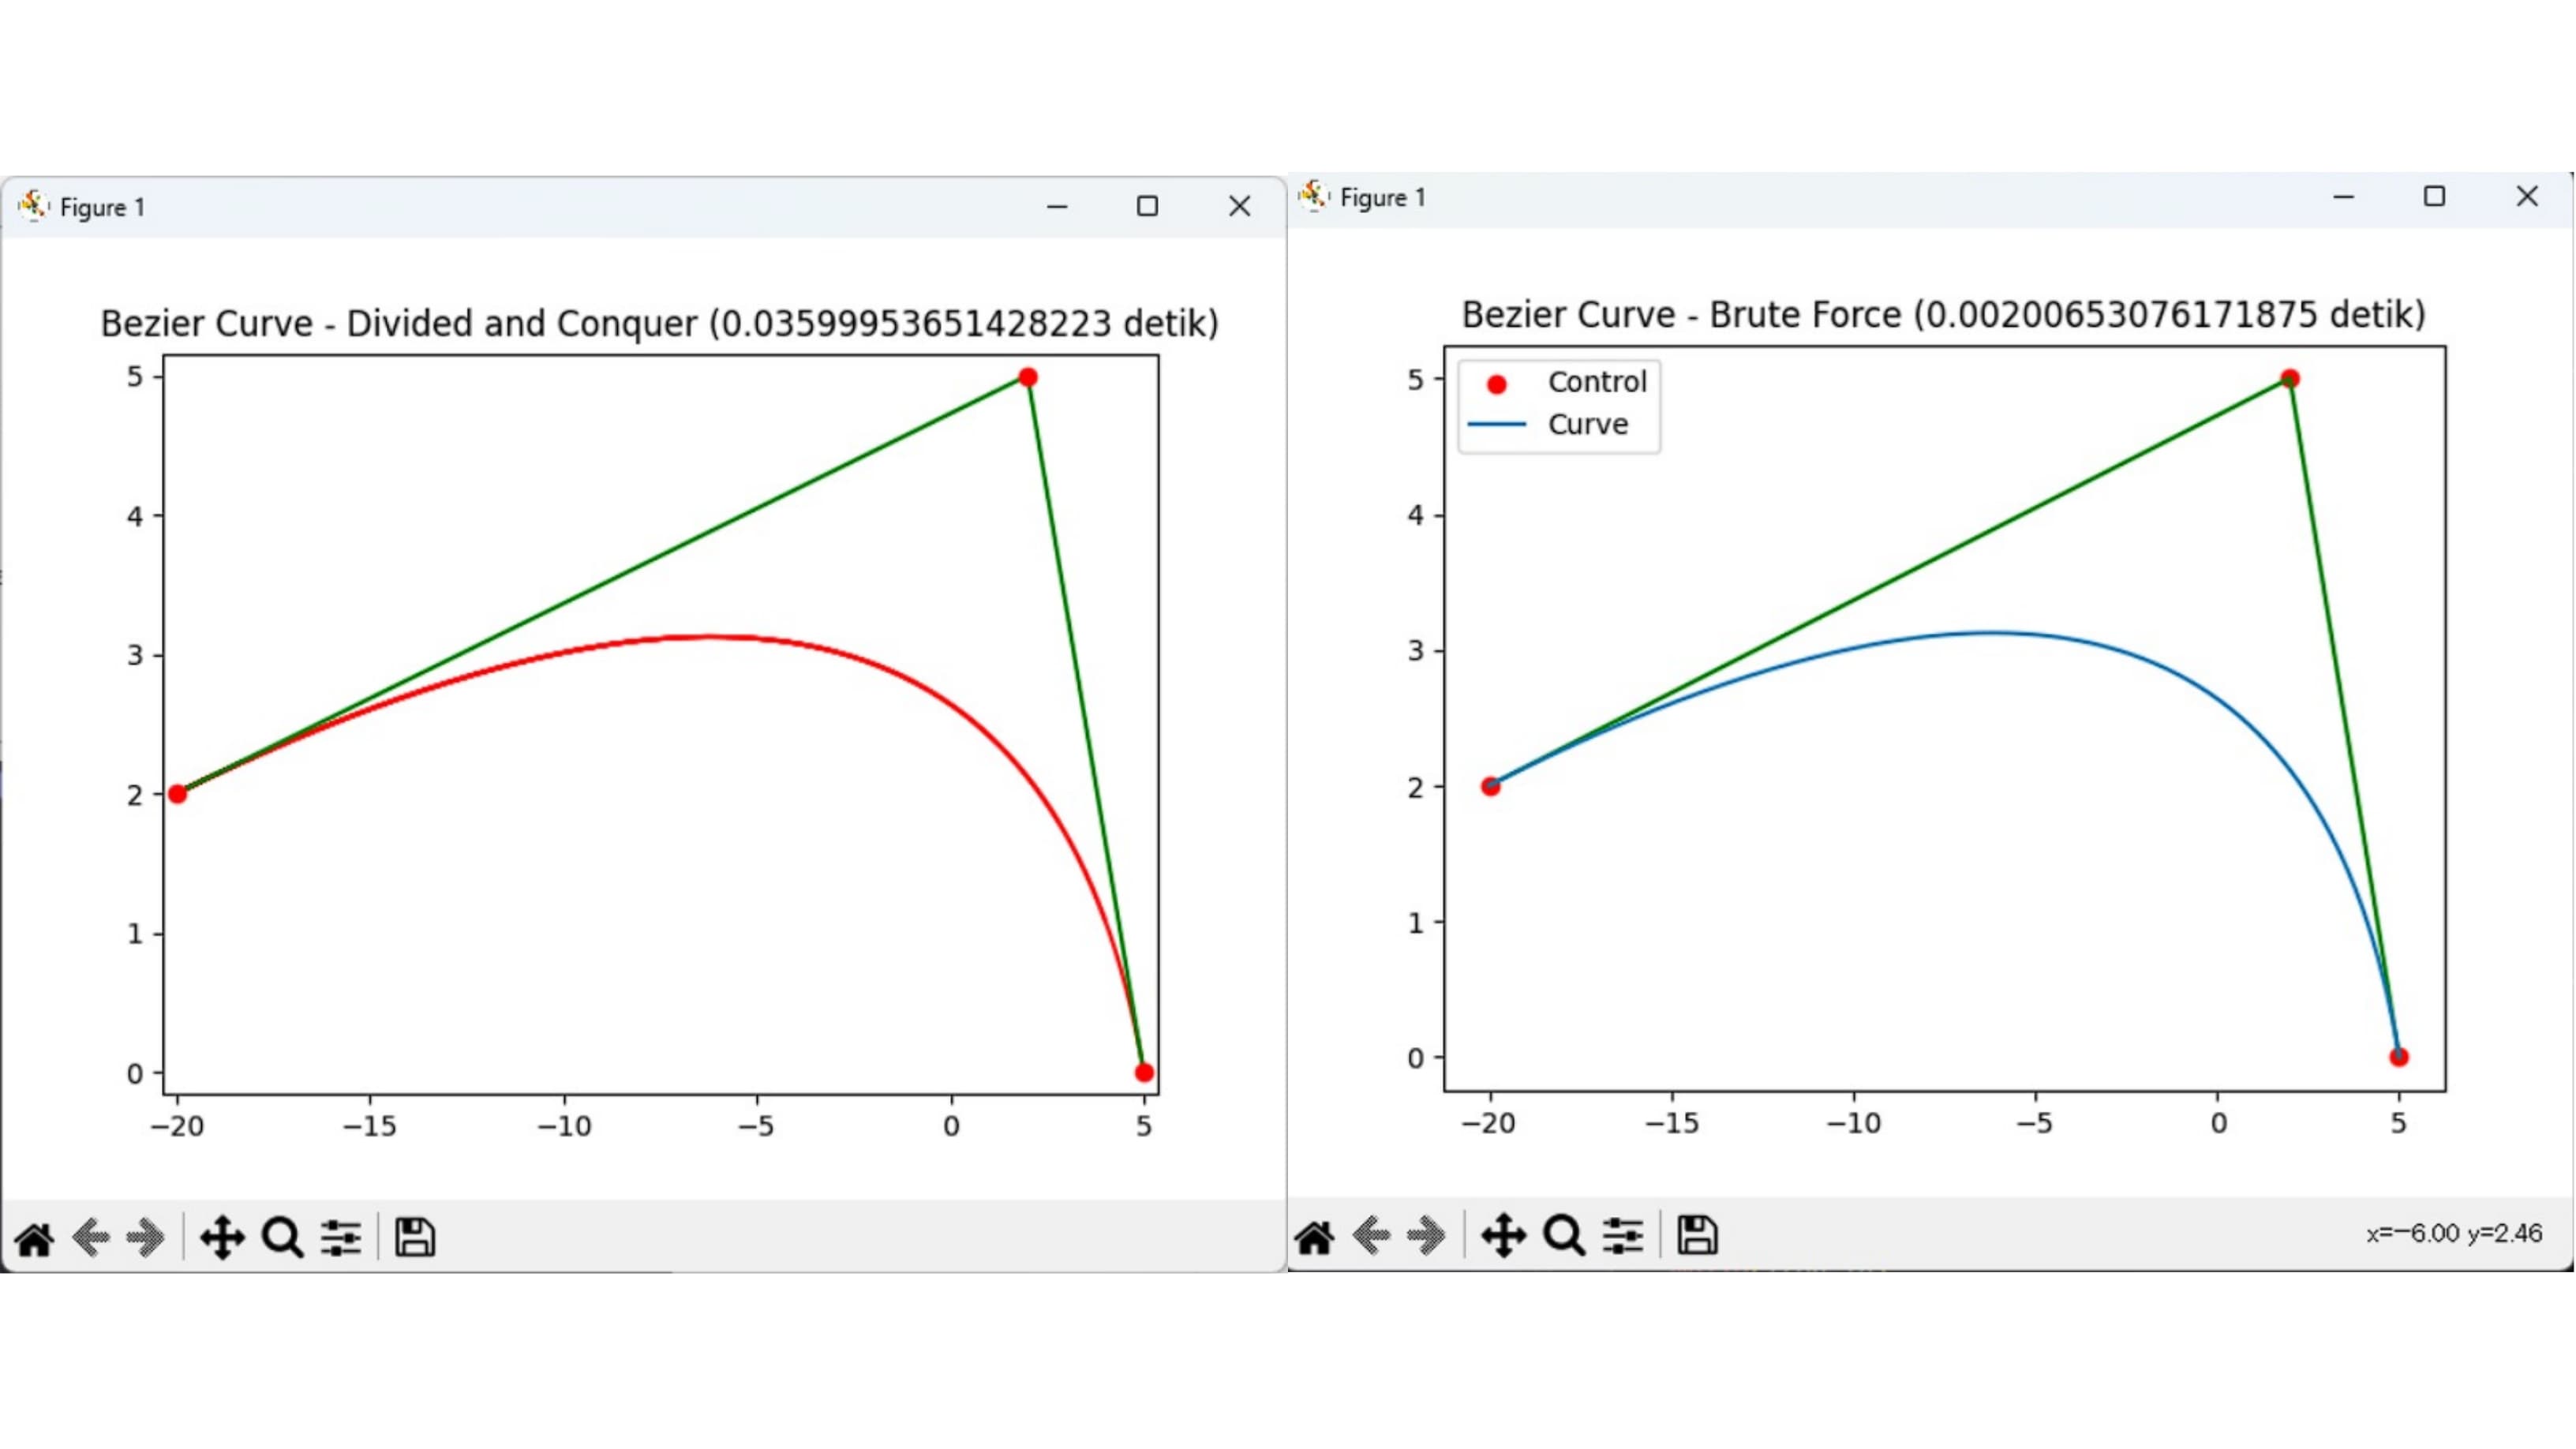 Figure 1
Bezier Curve - Divided and Conquer (0.03599953651428223 detik)
5
4
3
2
1
0
−20 −15 −10 −5 0 5
Figure 1
Bezier Curve - Brute Force (0.00200653076171875 detik)
Control
Curve
5
4
3
2
1
0
−20 −15 −10 −5 0 5
x=−6.00 y=2.46